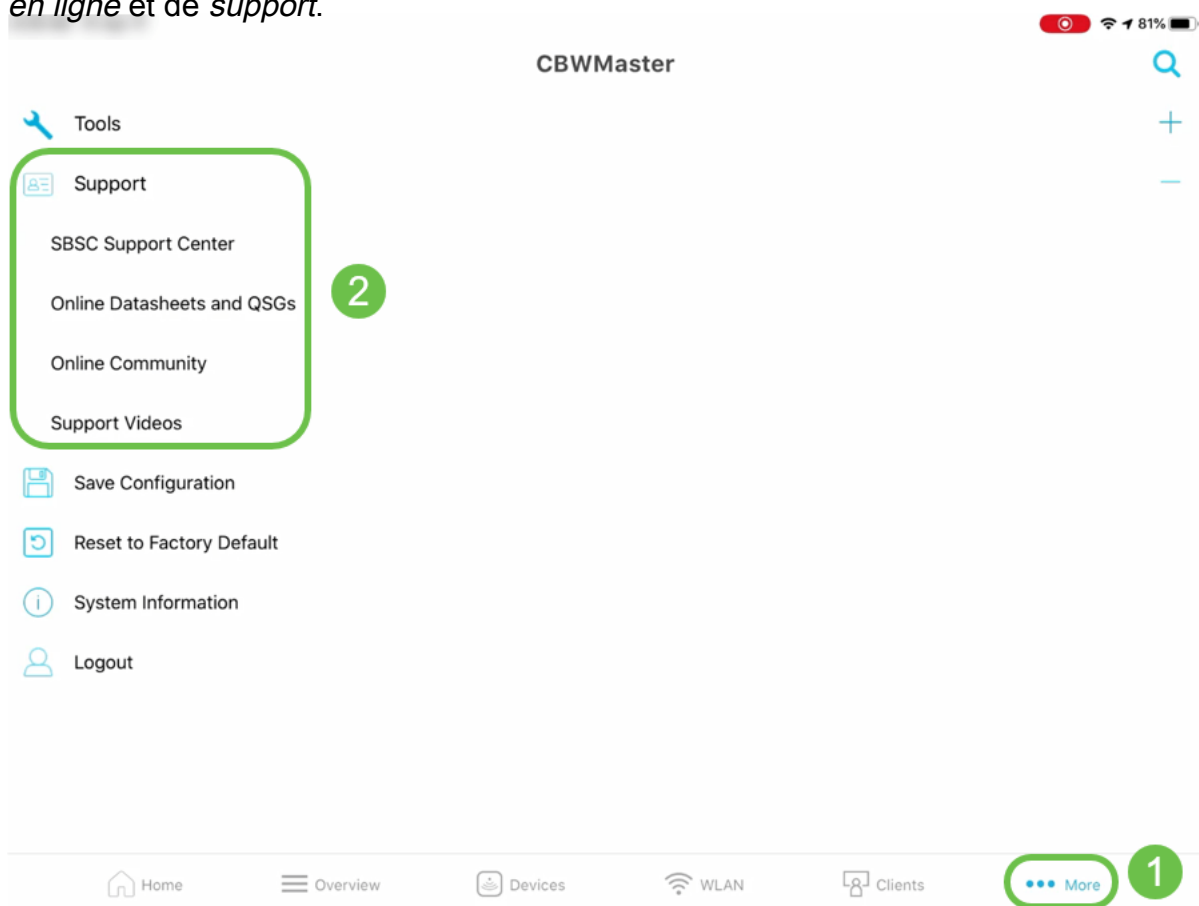 en ligne et de support.
81%
CBWMaster
Tools
Support
SBSC Support Center
Online Datasheets and QSGs
2
Online Community
Support Videos
Save Configuration
Reset to Factory Default
System Information
Logout
Home Overview Devices WLAN Clients More 1